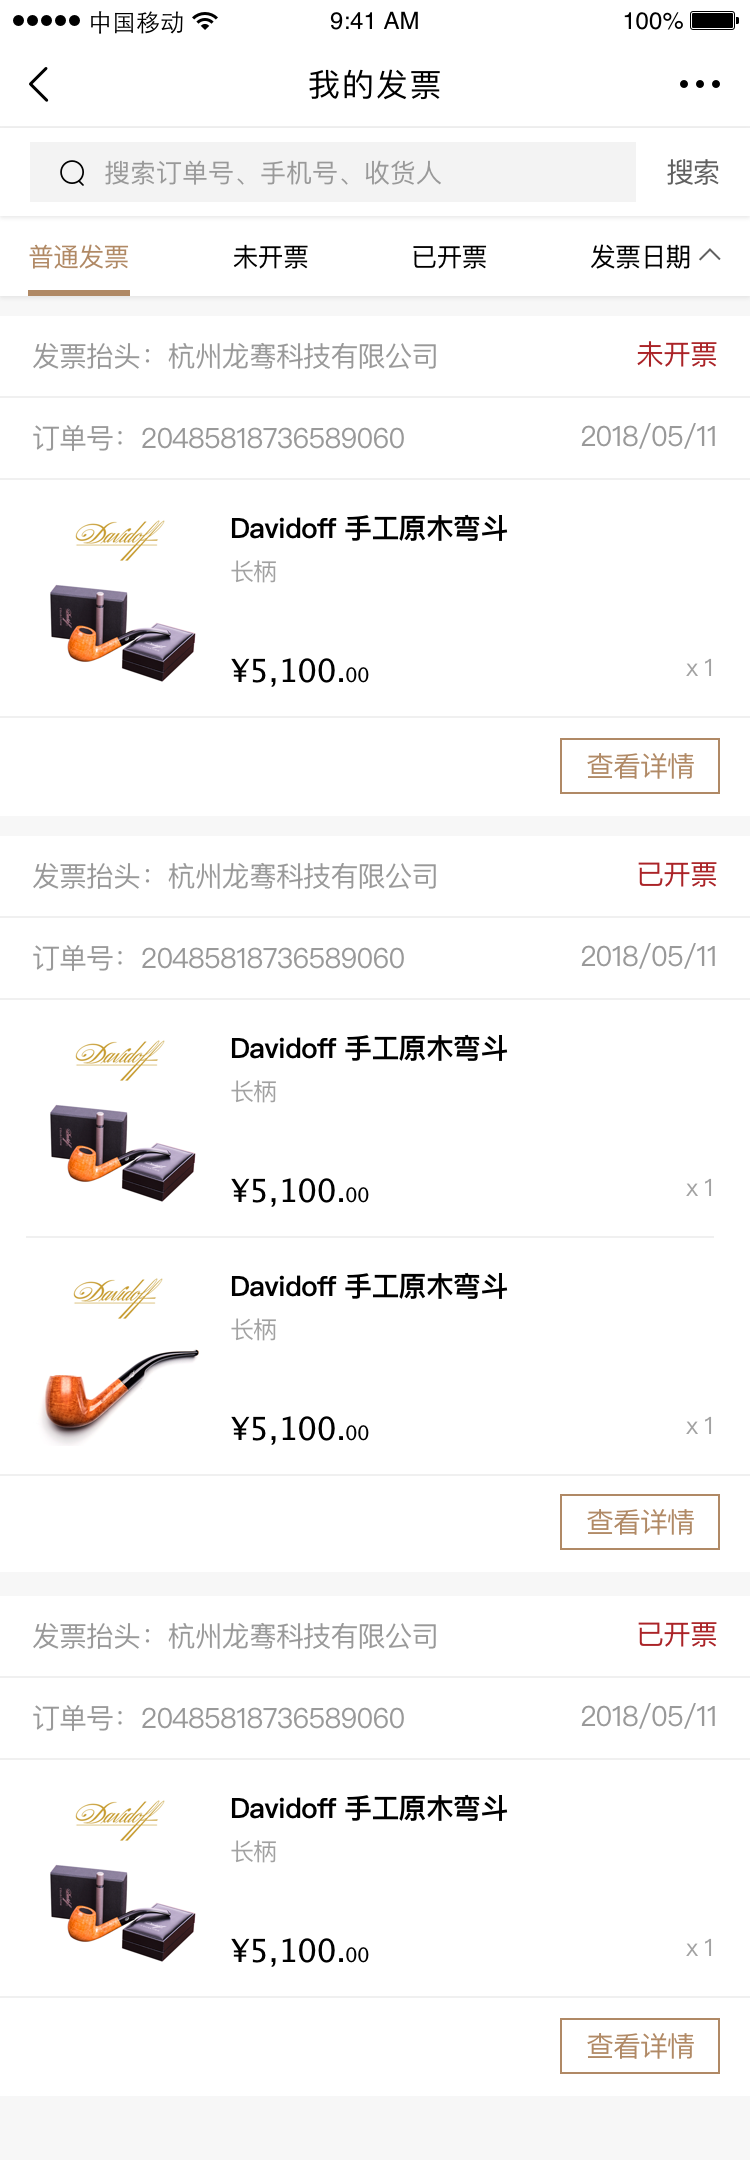 中国移动 9:41 AM 100%
我的发票
搜索订单号、手机号、收货人 搜索
普通发票 未开票 已开票 发票日期
发票抬头：杭州龙骞科技有限公司 未开票
订单号：20485818736589060 2018/05/11
Davidoff
Davidoff 手工原木弯斗
长柄
¥5,100.00 x 1
查看详情
发票抬头：杭州龙骞科技有限公司 已开票
订单号：20485818736589060 2018/05/11
Davidoff
Davidoff 手工原木弯斗
长柄
¥5,100.00 x 1
Davidoff
Davidoff 手工原木弯斗
长柄
¥5,100.00 x 1
查看详情
发票抬头：杭州龙骞科技有限公司 已开票
订单号：20485818736589060 2018/05/11
Davidoff
Davidoff 手工原木弯斗
长柄
¥5,100.00 x 1
查看详情